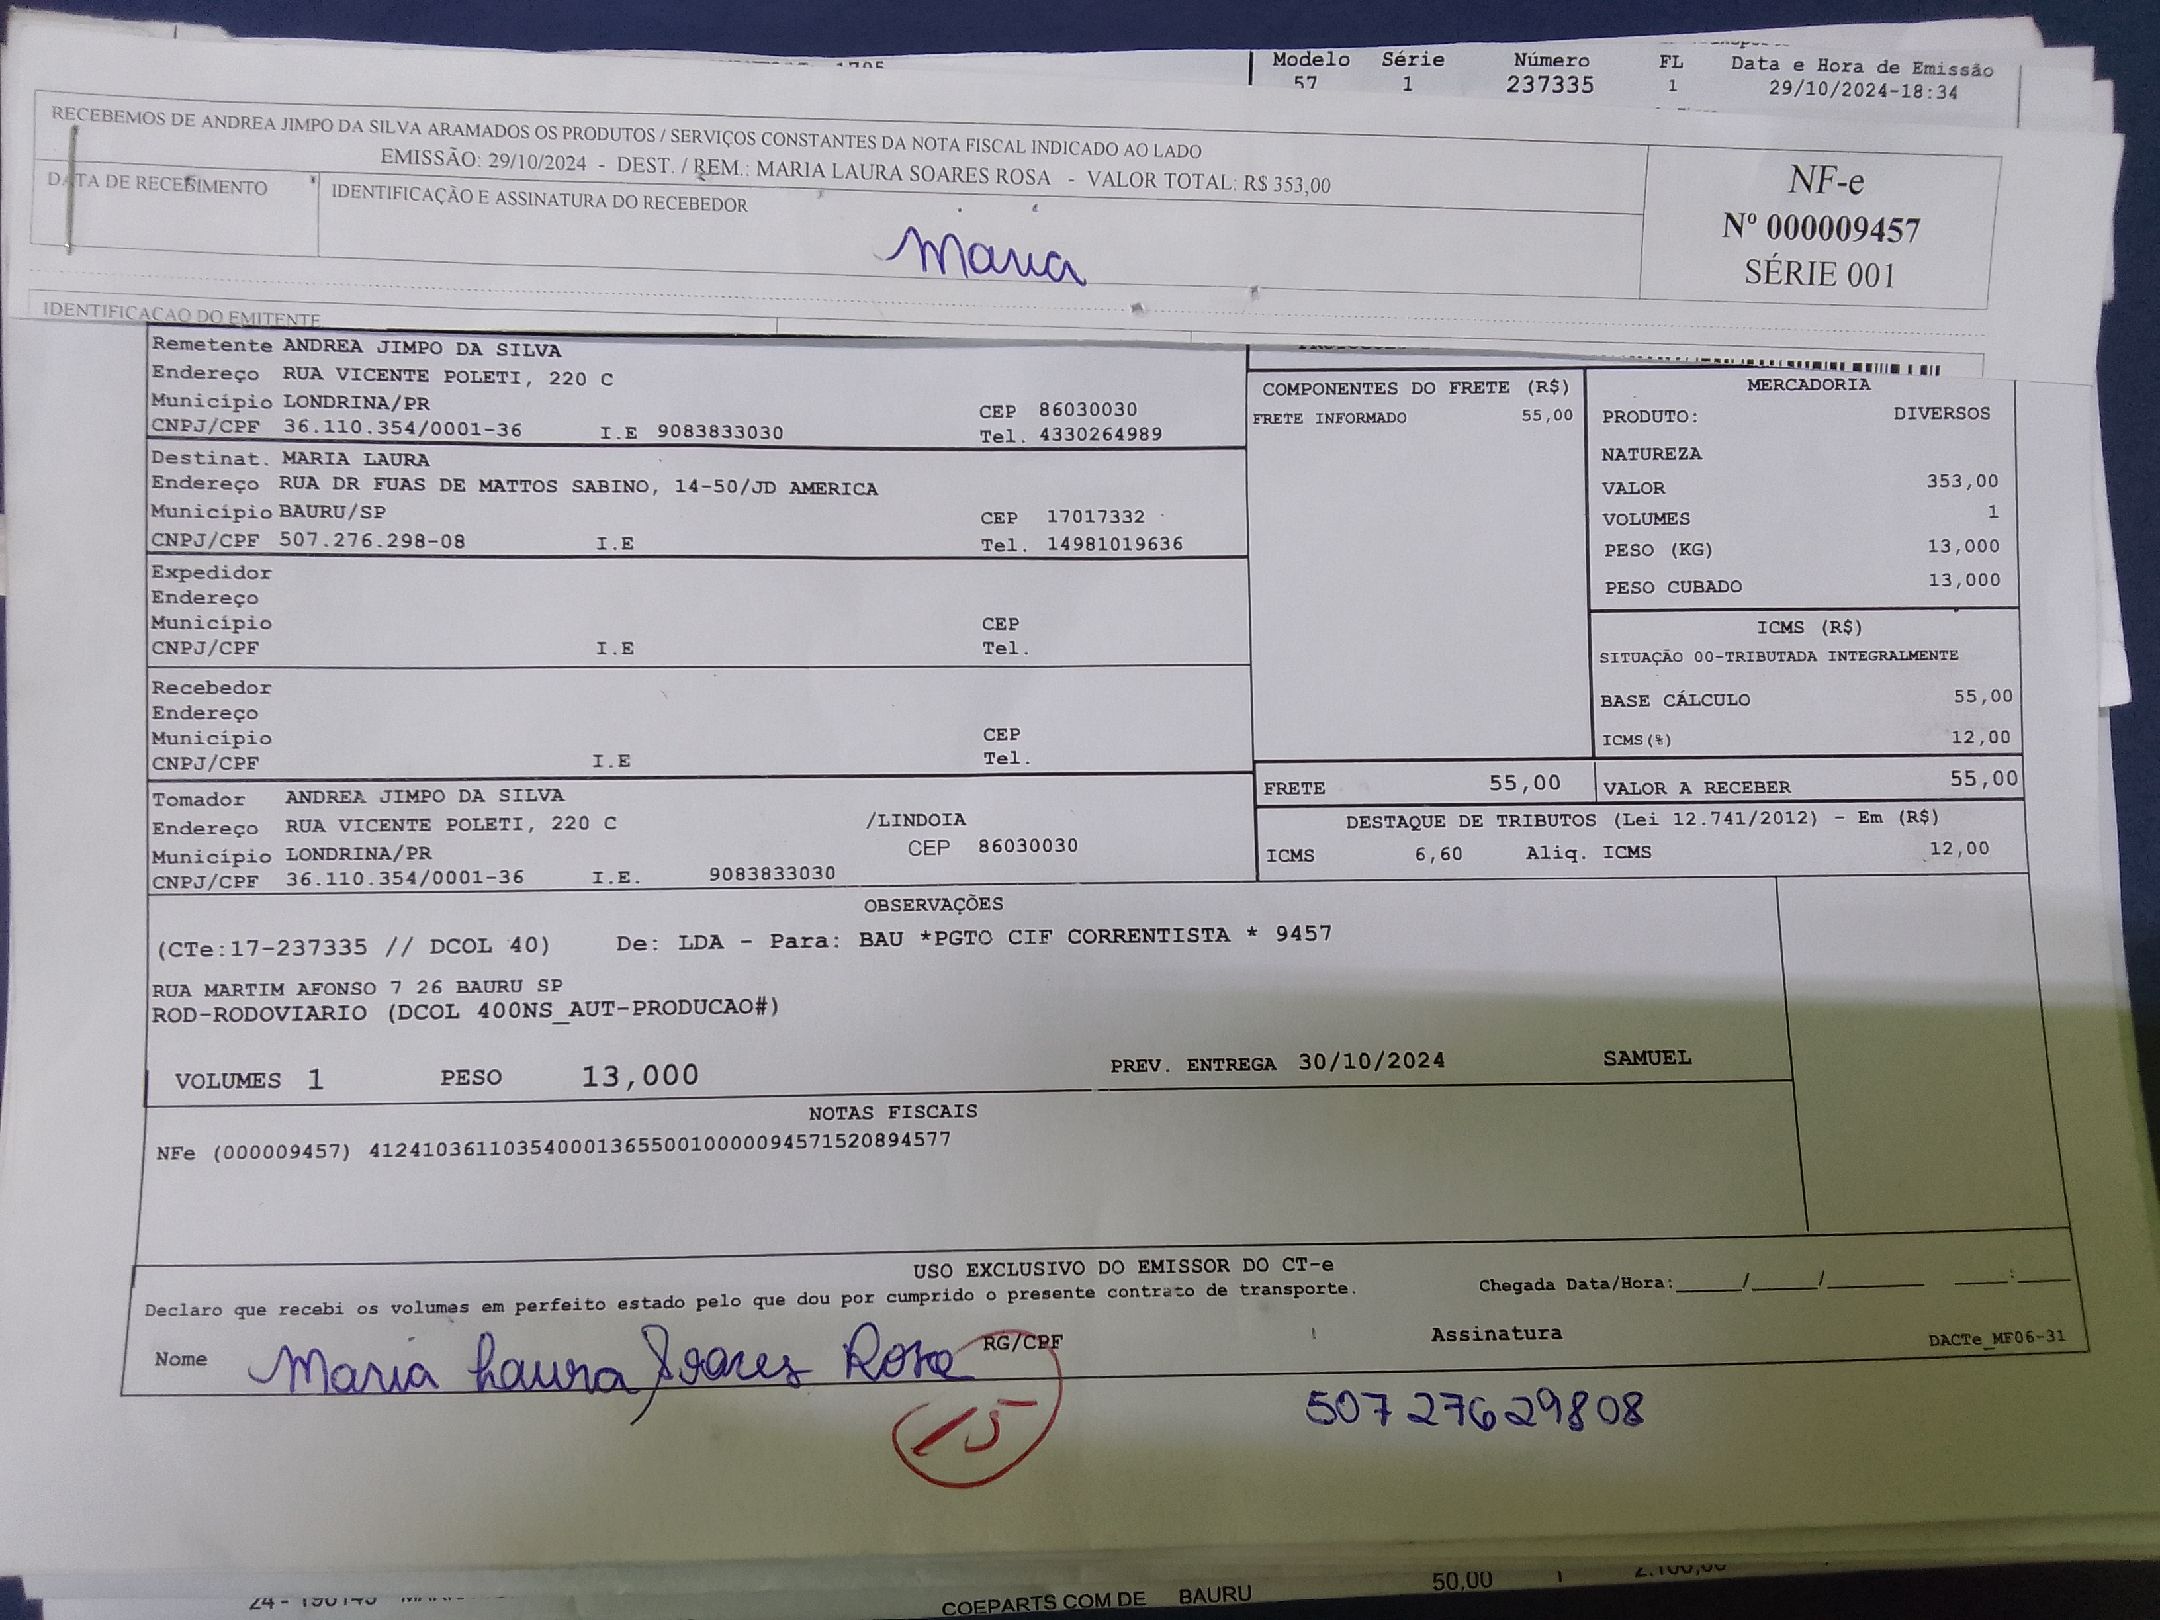 Modelo Série Número FL Data e Hora de Emissão
57 1 237335 1 29/10/2024-18:34
RECEBEMOS DE ANDREA JIMPO DA SILVA ARAMADOS OS PRODUTOS / SERVIÇOS CONSTANTES DA NOTA FISCAL INDICADO AO LADO
EMISSÃO: 29/10/2024 - DEST. / REM.: MARIA LAURA SOARES ROSA - VALOR TOTAL: R$ 353,00
DATA DE RECEBIMENTO
IDENTIFICAÇÃO E ASSINATURA DO RECEBEDOR
Maria
NF-e
Nº 000009457
SÉRIE 001
IDENTIFICAÇÃO DO EMITENTE
Remetente ANDREA JIMPO DA SILVA
Endereço RUA VICENTE POLETI, 220 C
Município LONDRINA/PR CEP 86030030
CNPJ/CPF 36.110.354/0001-36 I.E 9083833030 Tel. 4330264989
Destinat. MARIA LAURA
Endereço RUA DR FUAS DE MATTOS SABINO, 14-50/JD AMERICA
Município BAURU/SP CEP 17017332
CNPJ/CPF 507.276.298-08 I.E Tel. 14981019636
Expedidor
Endereço
Município CEP
CNPJ/CPF I.E Tel.
Recebedor
Endereço
Município CEP
CNPJ/CPF I.E Tel.
Tomador ANDREA JIMPO DA SILVA
Endereço RUA VICENTE POLETI, 220 C /LINDOIA
Município LONDRINA/PR CEP 86030030
CNPJ/CPF 36.110.354/0001-36 I.E. 9083833030
COMPONENTES DO FRETE (R$)
FRETE INFORMADO 55,00
MERCADORIA
PRODUTO: DIVERSOS
NATUREZA
VALOR 353,00
VOLUMES 1
PESO (KG) 13,000
PESO CUBADO 13,000
ICMS (R$)
SITUAÇÃO 00-TRIBUTADA INTEGRALMENTE
BASE CÁLCULO 55,00
ICMS(%) 12,00
FRETE 55,00 VALOR A RECEBER 55,00
DESTAQUE DE TRIBUTOS (Lei 12.741/2012) - Em (R$)
ICMS 6,60 Aliq. ICMS 12,00
OBSERVAÇÕES
(CTe:17-237335 // DCOL 40) De: LDA - Para: BAU *PGTO CIF CORRENTISTA * 9457
RUA MARTIM AFONSO 7 26 BAURU SP
ROD-RODOVIARIO (DCOL 400NS_AUT-PRODUCAO#)
VOLUMES 1 PESO 13,000 PREV. ENTREGA 30/10/2024 SAMUEL
NOTAS FISCAIS
NFe (000009457) 41241036110354000136550010000094571520894577
USO EXCLUSIVO DO EMISSOR DO CT-e
Declaro que recebi os volumes em perfeito estado pelo que dou por cumprido o presente contrato de transporte. Chegada Data/Hora:_____/_____/_______ ____:____
Nome Maria Laura Soares Rosa RG/CPF Assinatura DACTe_MF06-31
15
507 276 29808
COEPARTS COM DE BAURU 50,00